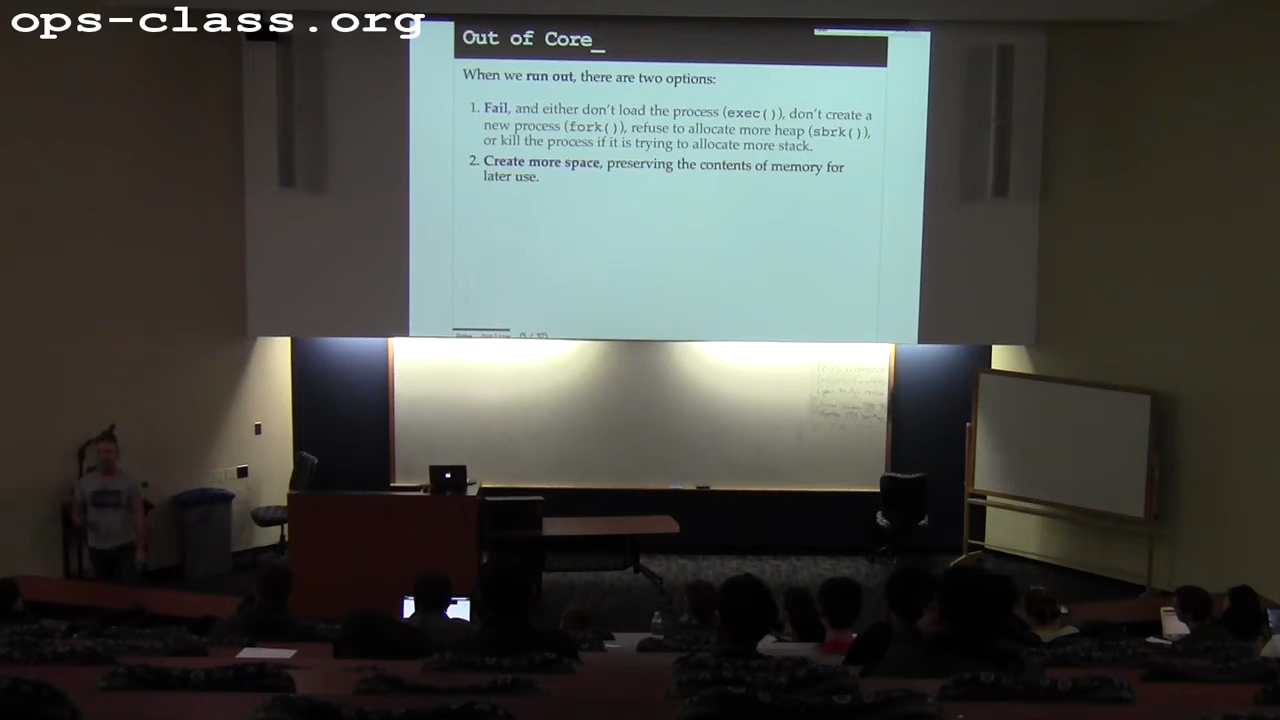 ops-class.org
Out of Core_
When we run out, there are two options:
1. Fail, and either don't load the process (exec()), don't create a
new process (fork()), refuse to allocate more heap (sbrk()),
or kill the process if it is trying to allocate more stack.
2. Create more space, preserving the contents of memory for
later use.